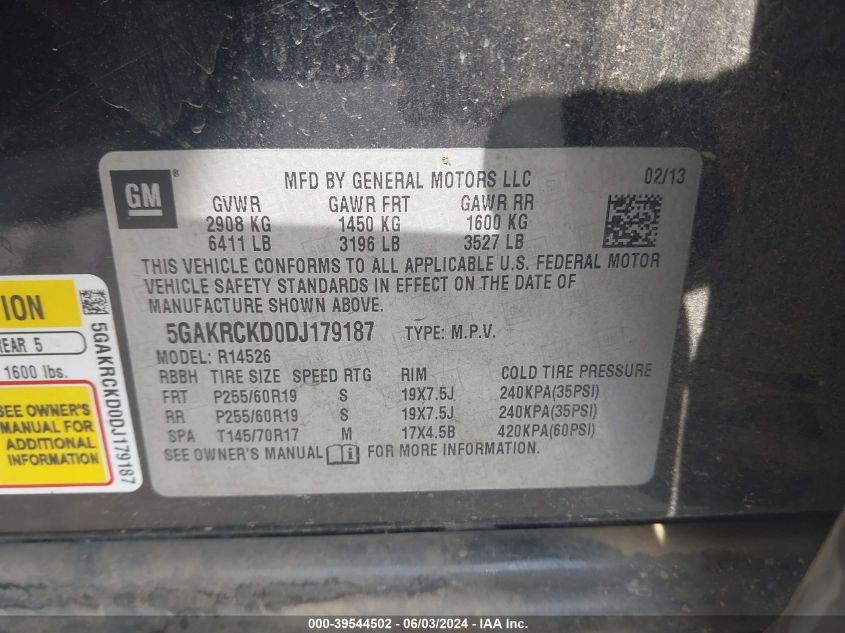 GM ®
MFD BY GENERAL MOTORS LLC 02/13
GVWR GAWR FRT GAWR RR
2908 KG 1450 KG 1600 KG
6411 LB 3196 LB 3527 LB
THIS VEHICLE CONFORMS TO ALL APPLICABLE U.S. FEDERAL MOTOR
VEHICLE SAFETY STANDARDS IN EFFECT ON THE DATE OF
MANUFACTURE SHOWN ABOVE.
5GAKRCKD0DJ179187 TYPE: M.P.V.
MODEL: R14526
RBBH TIRE SIZE SPEED RTG RIM COLD TIRE PRESSURE
FRT P255/60R19 S 19X7.5J 240KPA(35PSI)
RR P255/60R19 S 19X7.5J 240KPA(35PSI)
SPA T145/70R17 M 17X4.5B 420KPA(60PSI)
SEE OWNER'S MANUAL i FOR MORE INFORMATION.
ION
REAR 5
1600 lbs.
SEE OWNER'S
MANUAL FOR
ADDITIONAL
INFORMATION
5GAKRCKD0DJ179187
000-39544502 - 06/03/2024 - IAA Inc.